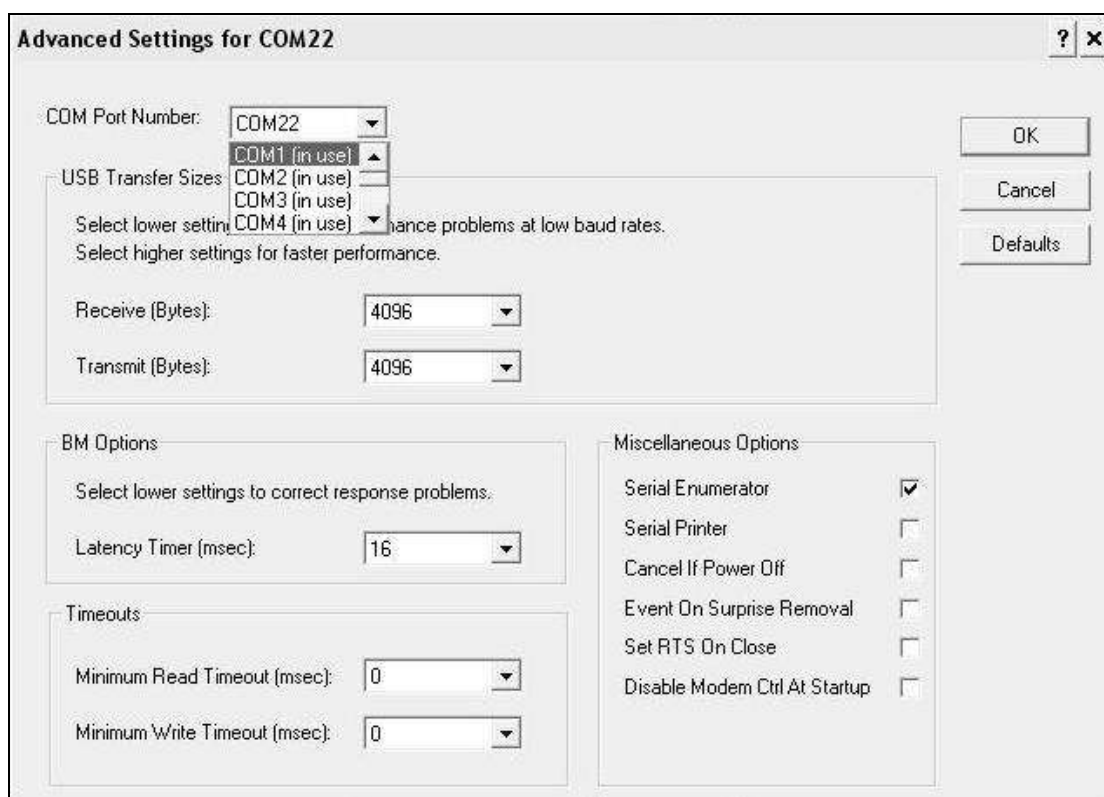 Advanced Settings for COM22
? ×
COM Port Number:
COM22
COM1 (in use)
COM2 (in use)
COM3 (in use)
COM4 (in use)
OK
Cancel
Defaults
USB Transfer Sizes
Select lower settin mance problems at low baud rates.
Select higher settings for faster performance.
Receive (Bytes):
4096
Transmit (Bytes):
4096
BM Options
Select lower settings to correct response problems.
Latency Timer (msec):
16
Timeouts
Minimum Read Timeout (msec):
0
Minimum Write Timeout (msec):
0
Miscellaneous Options
Serial Enumerator
Serial Printer
Cancel If Power Off
Event On Surprise Removal
Set RTS On Close
Disable Modem Ctrl At Startup